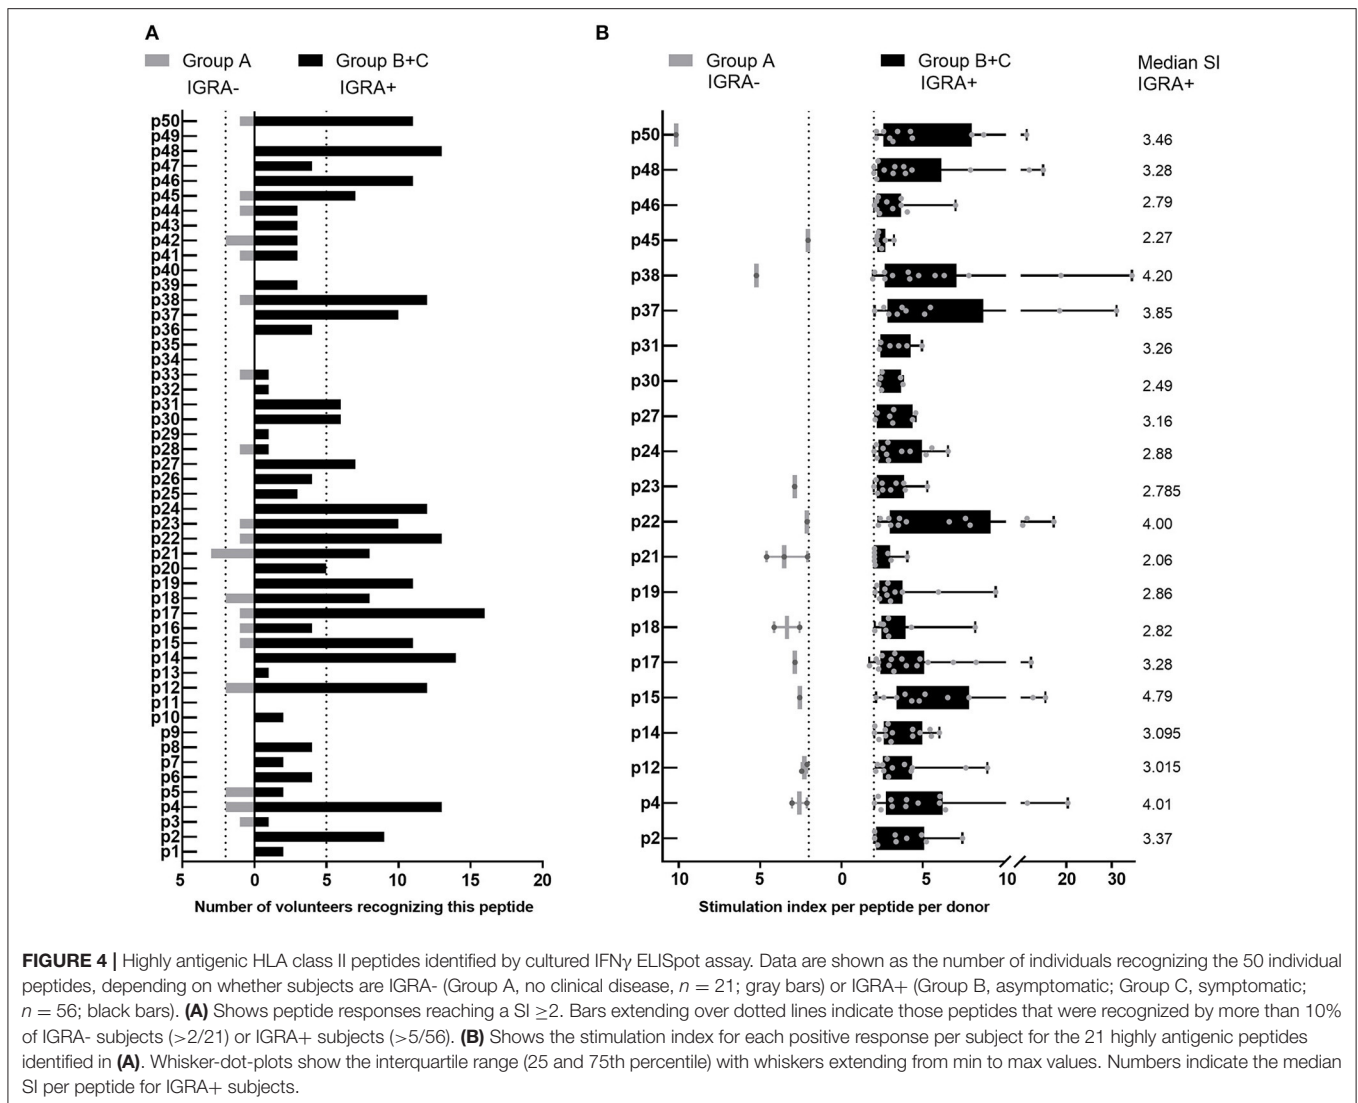 A
Group A
Group B+C
IGRA-
IGRA+
p50
p49
p48
p47
p46
p45
p44
p43
p42
p41
p40
p39
p38
p37
p36
p35
p34
p33
p32
p31
p30
p29
p28
p27
p26
p25
p24
p23
p22
p21
p20
p19
p18
p17
p16
p15
p14
p13
p12
p11
p10
p9
p8
p7
p6
p5
p4
p3
p2
p1
5 0 5 10 15 20
Number of volunteers recognizing this peptide
B
Group A
Group B+C
Median SI
IGRA-
IGRA+
IGRA+
p50 3.46
p48 3.28
p46 2.79
p45 2.27
p38 4.20
p37 3.85
p31 3.26
p30 2.49
p27 3.16
p24 2.88
p23 2.785
p22 4.00
p21 2.06
p19 2.86
p18 2.82
p17 3.28
p15 4.79
p14 3.095
p12 3.015
p4 4.01
p2 3.37
10 5 0 5 10 20 30
Stimulation index per peptide per donor
FIGURE 4 | Highly antigenic HLA class II peptides identified by cultured IFNγ ELISpot assay. Data are shown as the number of individuals recognizing the 50 individual
peptides, depending on whether subjects are IGRA- (Group A, no clinical disease, n = 21; gray bars) or IGRA+ (Group B, asymptomatic; Group C, symptomatic;
n = 56; black bars). (A) Shows peptide responses reaching a SI ≥2. Bars extending over dotted lines indicate those peptides that were recognized by more than 10%
of IGRA- subjects (>2/21) or IGRA+ subjects (>5/56). (B) Shows the stimulation index for each positive response per subject for the 21 highly antigenic peptides
identified in (A). Whisker-dot-plots show the interquartile range (25 and 75th percentile) with whiskers extending from min to max values. Numbers indicate the median
SI per peptide for IGRA+ subjects.